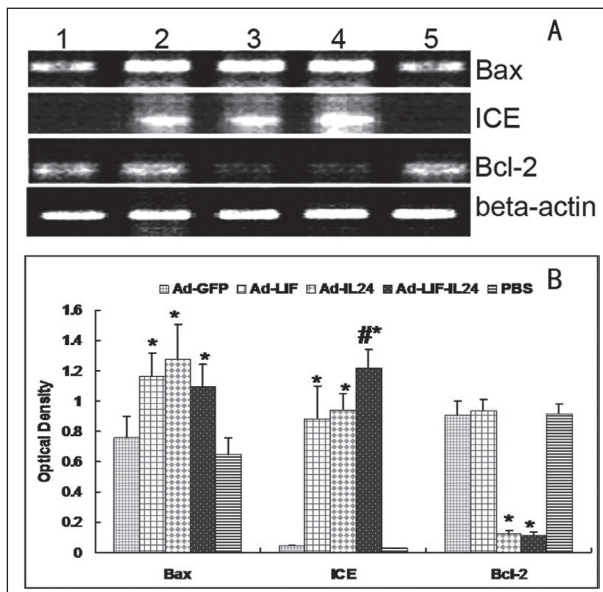 1 2 3 4 5 A
Bax
ICE
Bcl-2
beta-actin
B
Ad-GFP Ad-LIF Ad-IL24 Ad-LIF-IL24 PBS
Optical Density
1.6
1.4
1.2
1
0.8
0.6
0.4
0.2
0
* * *
* * #*
* *
Bax ICE Bcl-2